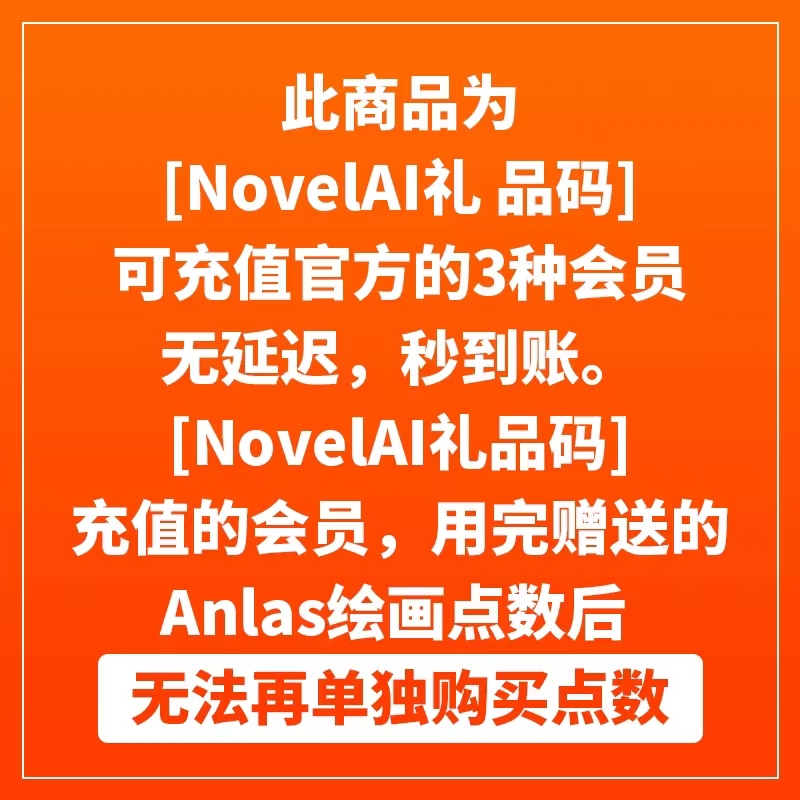 此商品为
[NovelAI礼 品码]
可充值官方的3种会员
无延迟，秒到账。
[NovelAI礼品码]
充值的会员，用完赠送的
Anlas绘画点数后
无法再单独购买点数